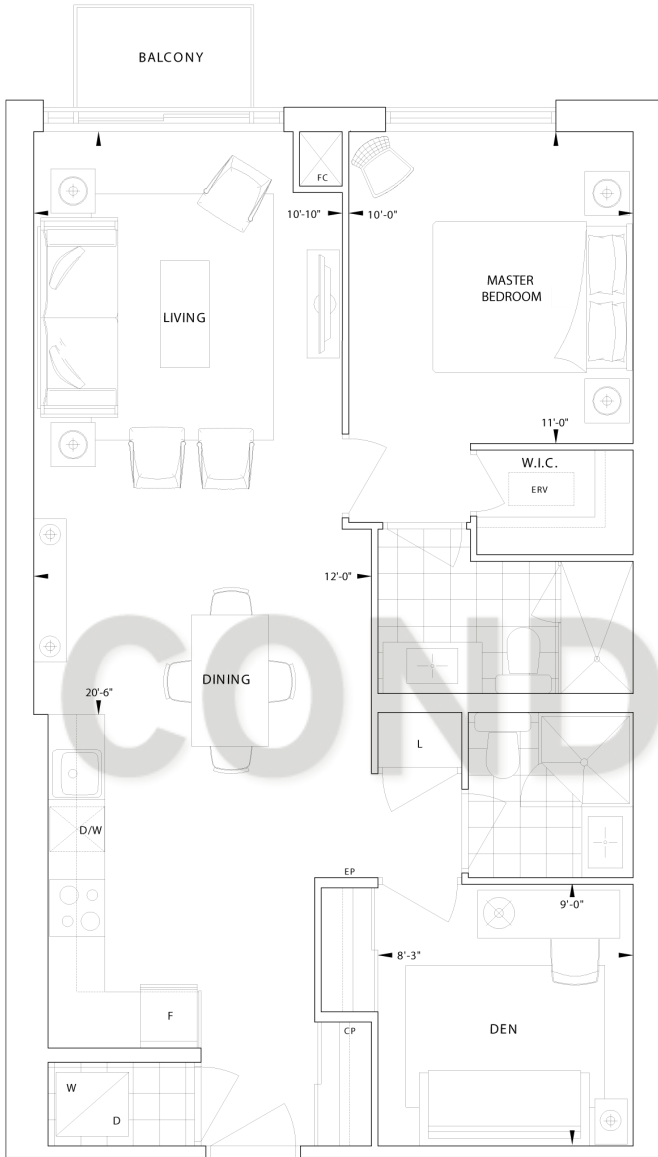 BALCONY
FC
10'-10"
10'-0"
LIVING
MASTER
BEDROOM
11'-0"
W.I.C.
ERV
12'-0"
COND
DINING
20'-6"
L
D/W
EP
9'-0"
8'-3"
F
CP
DEN
W
D